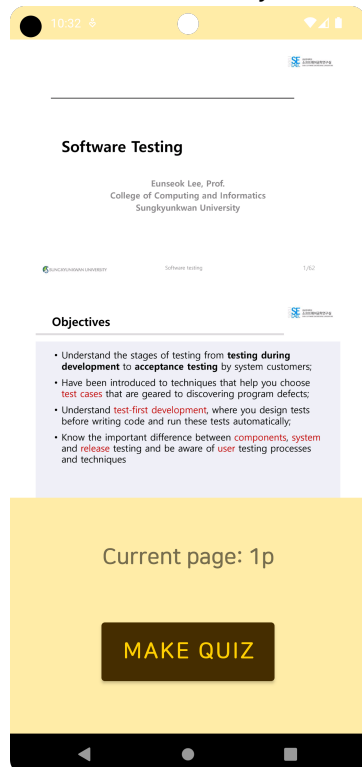 10:32
SE
Software Testing
Eunseok Lee, Prof.
College of Computing and Informatics
Sungkyunkwan University
SUNGKYUNKWAN UNIVERSITY
Software testing
1/62
SE
Objectives
• Understand the stages of testing from testing during
development to acceptance testing by system customers;
• Have been introduced to techniques that help you choose
test cases that are geared to discovering program defects;
• Understand test-first development, where you design tests
before writing code and run these tests automatically;
• Know the important difference between components, system
and release testing and be aware of user testing processes
and techniques
Current page: 1p
MAKE QUIZ